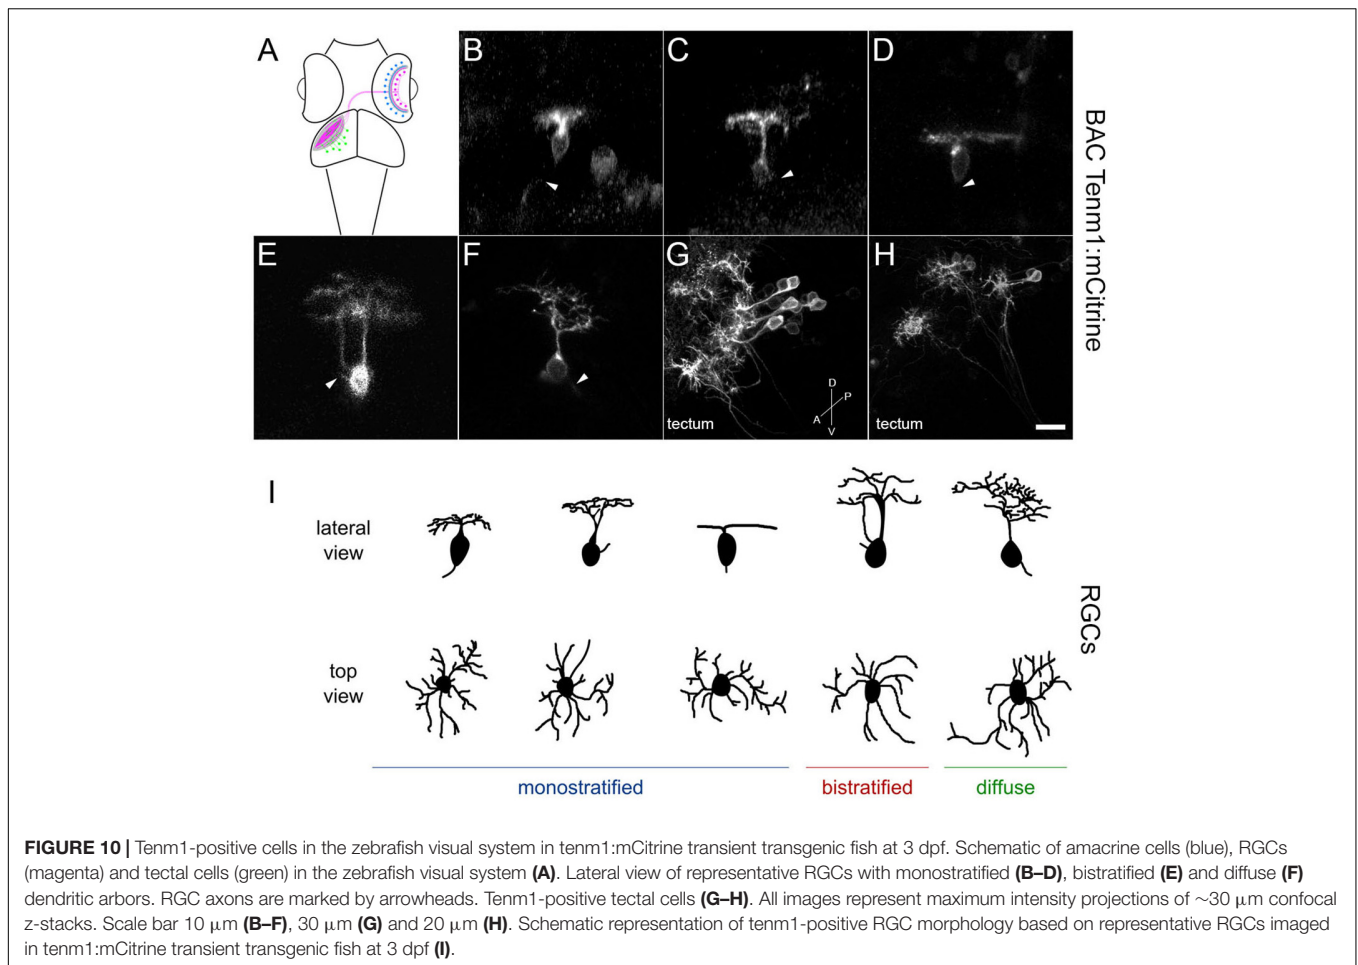 A
B
C
D
BAC Tenm1:mCitrine
E
F
G
H
D
P
A
V
tectum
tectum
I
lateral
view
RGCs
top
view
monostratified
bistratified
diffuse
FIGURE 10 | Tenm1-positive cells in the zebrafish visual system in tenm1:mCitrine transient transgenic fish at 3 dpf. Schematic of amacrine cells (blue), RGCs
(magenta) and tectal cells (green) in the zebrafish visual system (A). Lateral view of representative RGCs with monostratified (B–D), bistratified (E) and diffuse (F)
dendritic arbors. RGC axons are marked by arrowheads. Tenm1-positive tectal cells (G–H). All images represent maximum intensity projections of ∼30 μm confocal
z-stacks. Scale bar 10 μm (B–F), 30 μm (G) and 20 μm (H). Schematic representation of tenm1-positive RGC morphology based on representative RGCs imaged
in tenm1:mCitrine transient transgenic fish at 3 dpf (I).